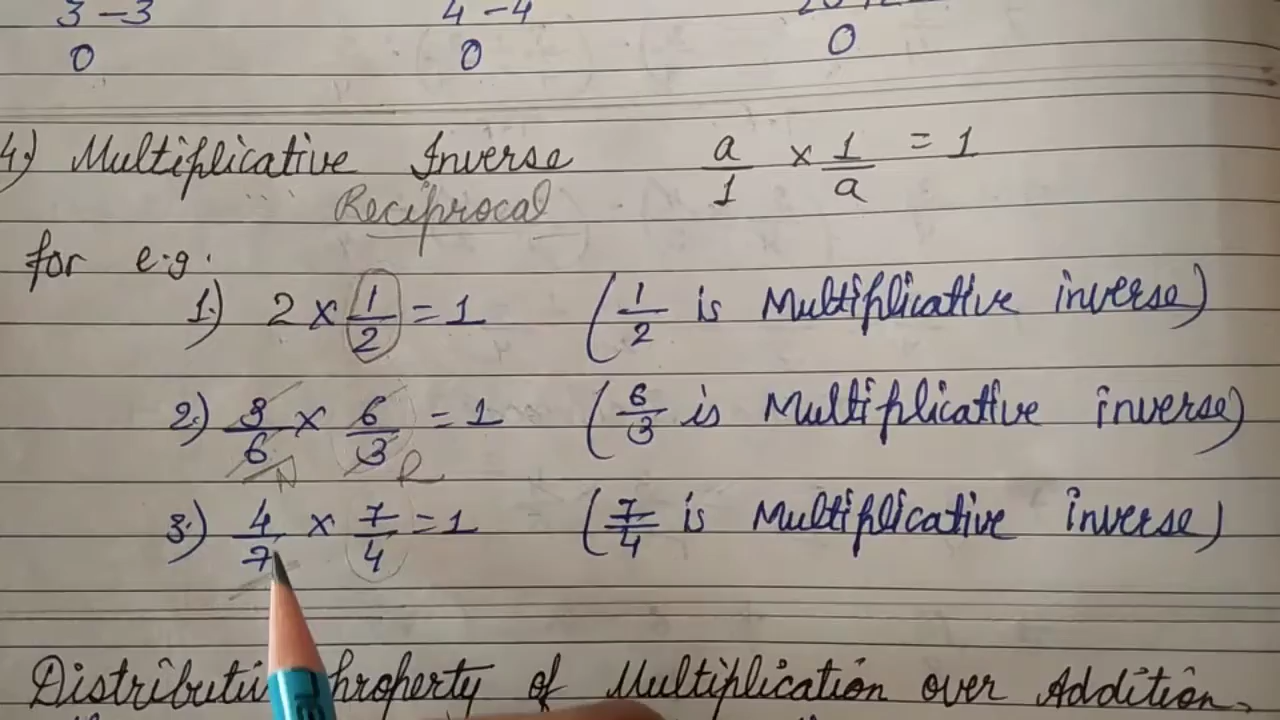 3 - 3 4 - 4
0 0 0
4) Multiplicative Inverse a/1 × 1/a = 1
Reciprocal
for e.g.
1.) 2 × 1/2 = 1 (1/2 is Multiplicative inverse)
2.) 3/6 × 6/3 = 1 (6/3 is Multiplicative inverse)
N R
3.) 4/7 × 7/4 = 1 (7/4 is Multiplicative inverse)
Property of Multiplication over Addition.